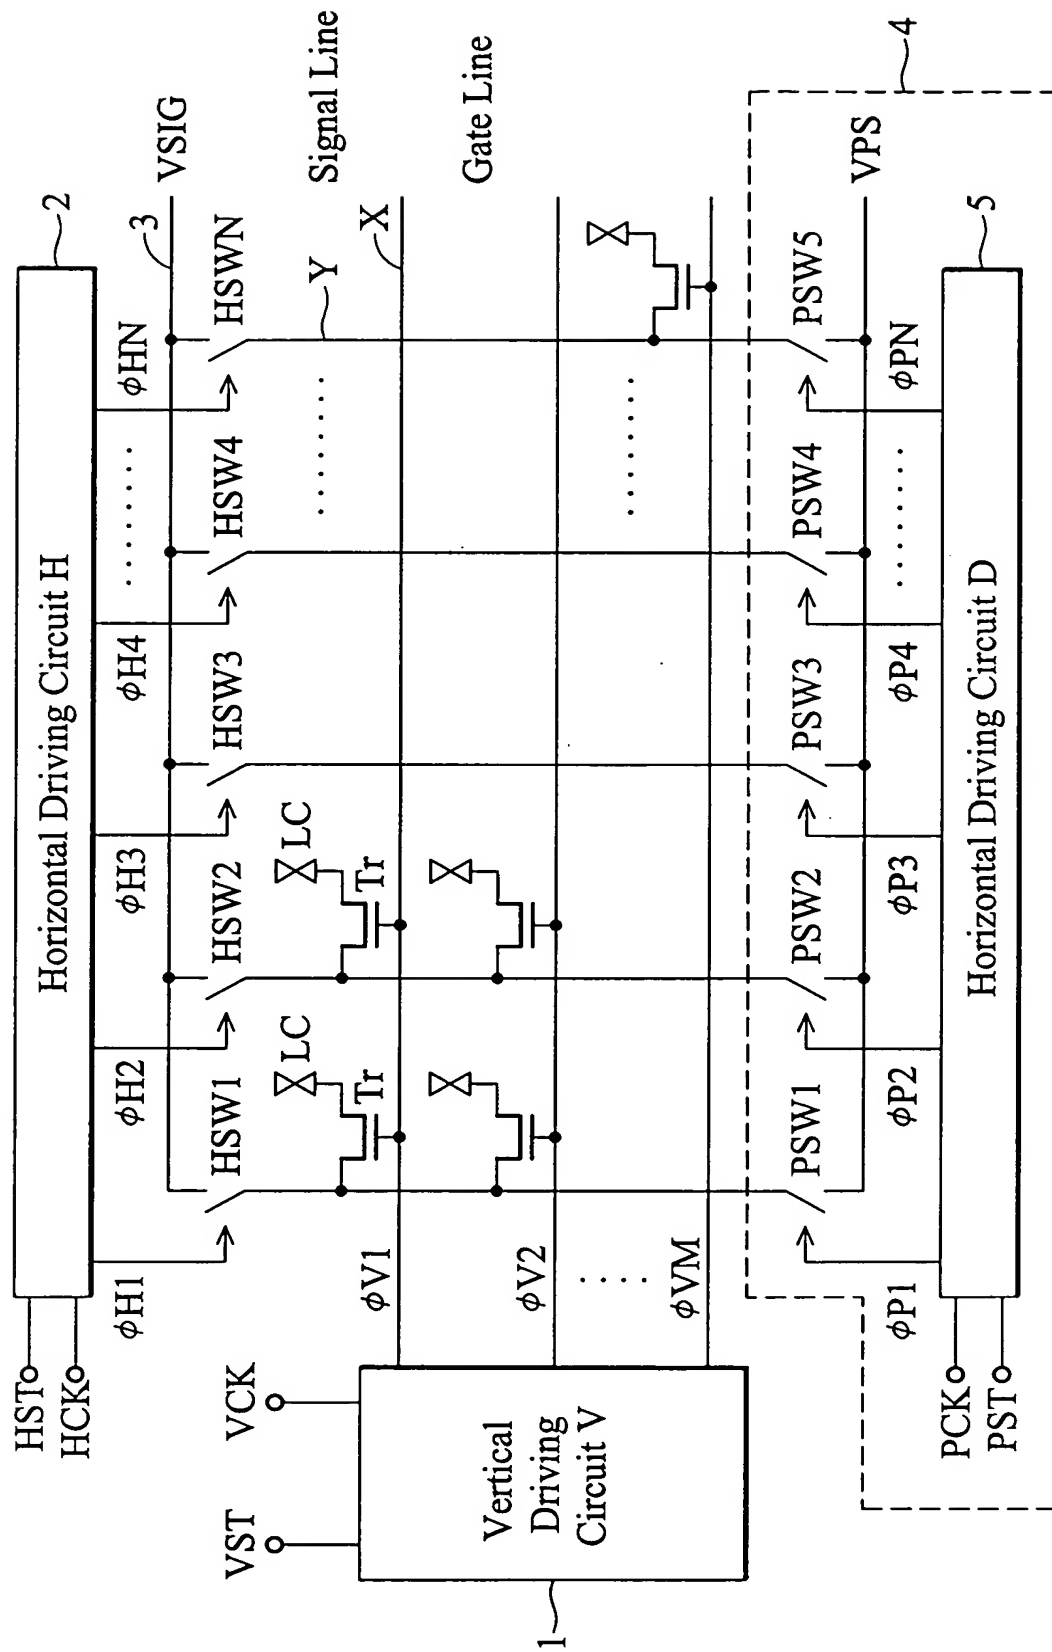 HST
HCK
Horizontal Driving Circuit H
2
φH1
φH2
φH3
φH4
........
φHN
3
VSIG
HSW1
HSW2
HSW3
HSW4
HSWN
VST
VCK
LC
LC
Tr
Tr
Y
........
Signal Line
X
Gate Line
1
Vertical
Driving
Circuit V
φV1
φV2
....
φVM
........
PSW1
PSW2
PSW3
PSW4
PSW5
4
VPS
φP1
φP2
φP3
φP4
........
φPN
PCK
PST
Horizontal Driving Circuit D
5